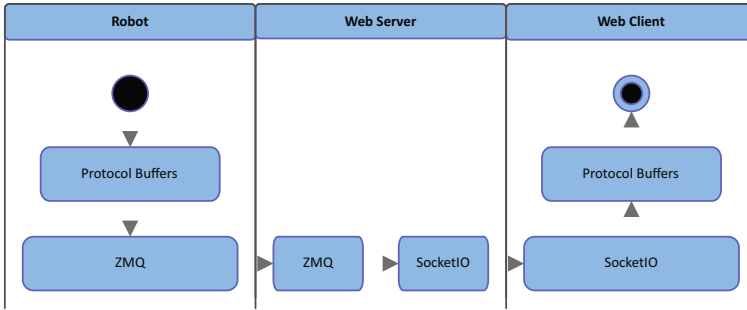 Robot
Web Server
Web Client
Protocol Buffers
Protocol Buffers
ZMQ
ZMQ
SocketIO
SocketIO